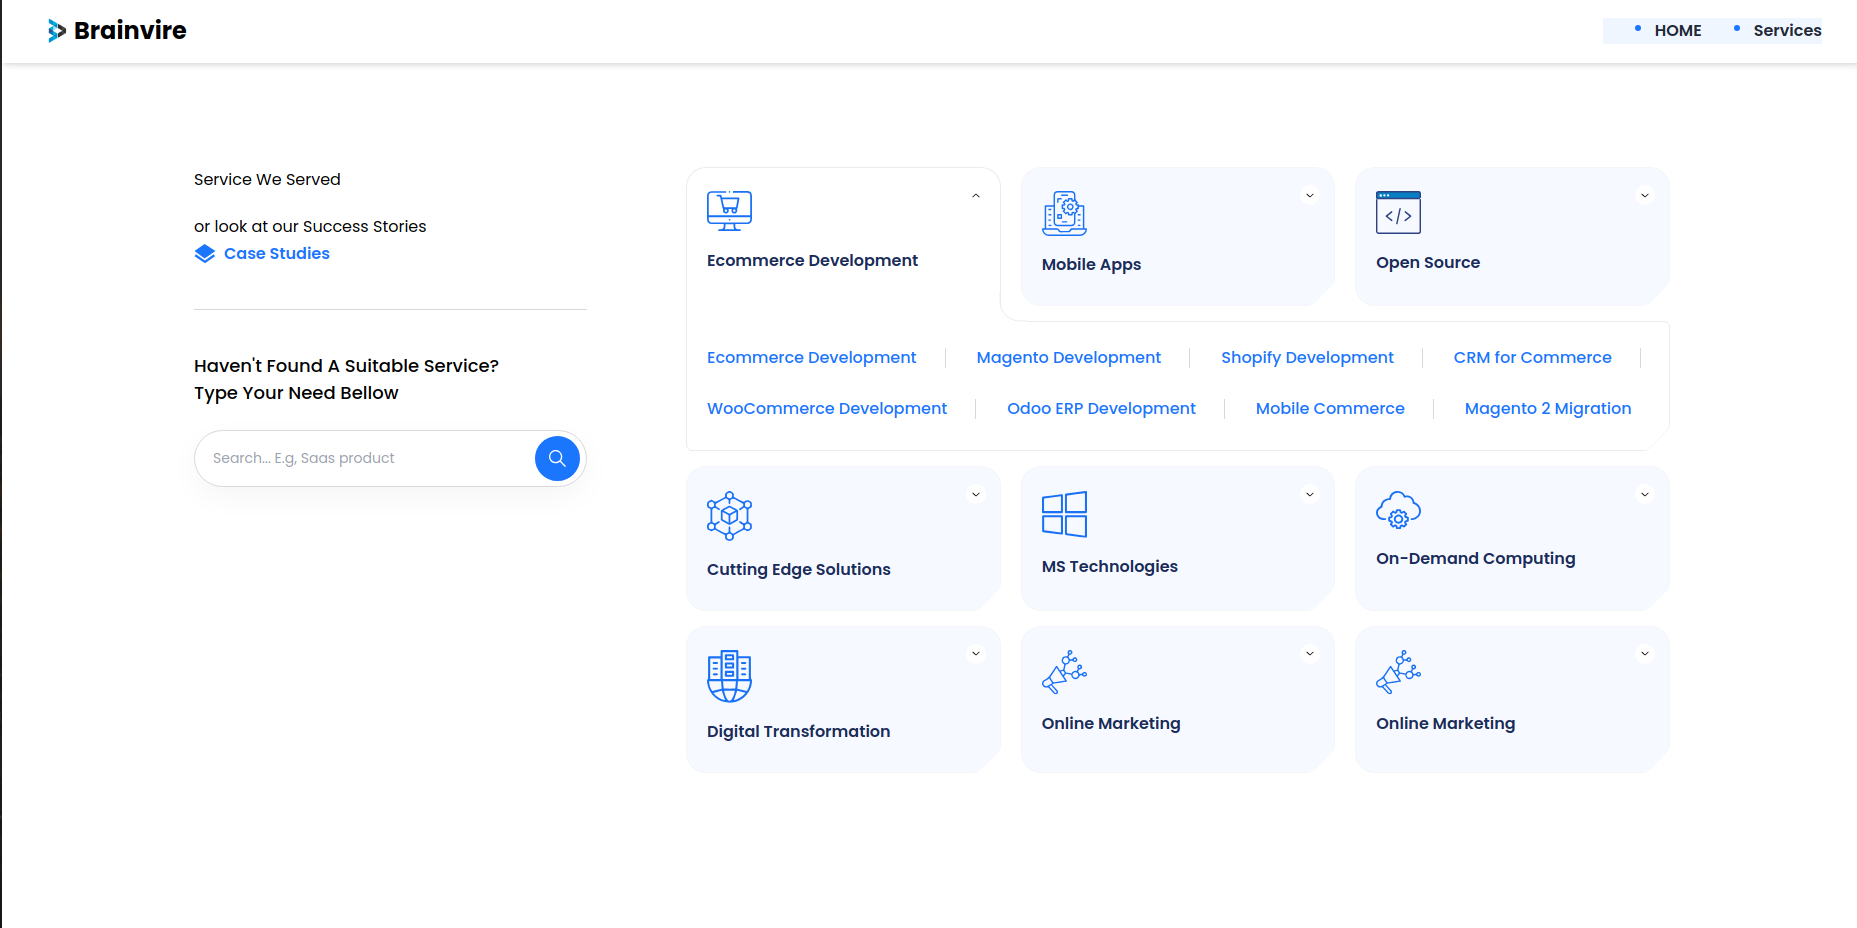 Brainvire
HOME
Services
Service We Served
or look at our Success Stories
Case Studies
Haven't Found A Suitable Service?
Type Your Need Bellow
Search... E.g, Saas product
Ecommerce Development
Mobile Apps
Open Source
</>
Ecommerce Development
Magento Development
Shopify Development
CRM for Commerce
WooCommerce Development
Odoo ERP Development
Mobile Commerce
Magento 2 Migration
Cutting Edge Solutions
MS Technologies
On-Demand Computing
Digital Transformation
Online Marketing
Online Marketing